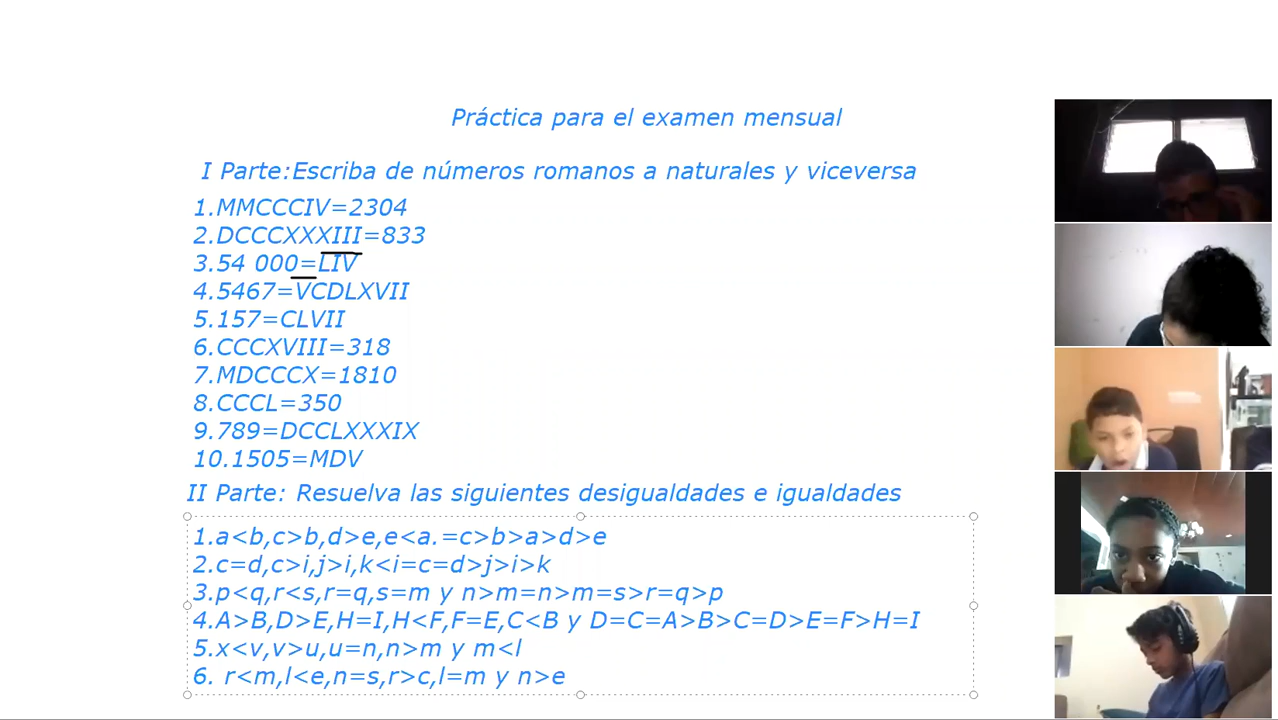 Práctica para el examen mensual
I Parte:Escriba de números romanos a naturales y viceversa
1.MMCCCIV=2304
2.DCCCXXXIII=833
3.54 000=LIV
4.5467=VCDLXVII
5.157=CLVII
6.CCCXVIII=318
7.MDCCCX=1810
8.CCCL=350
9.789=DCCLXXXIX
10.1505=MDV
II Parte: Resuelva las siguientes desigualdades e igualdades
1.a<b,c>b,d>e,e<a.=c>b>a>d>e
2.c=d,c>i,j>i,k<i=c=d>j>i>k
3.p<q,r<s,r=q,s=m y n>m=n>m=s>r=q>p
4.A>B,D>E,H=I,H<F,F=E,C<B y D=C=A>B>C=D>E=F>H=I
5.x<v,v>u,u=n,n>m y m<l
6. r<m,l<e,n=s,r>c,l=m y n>e